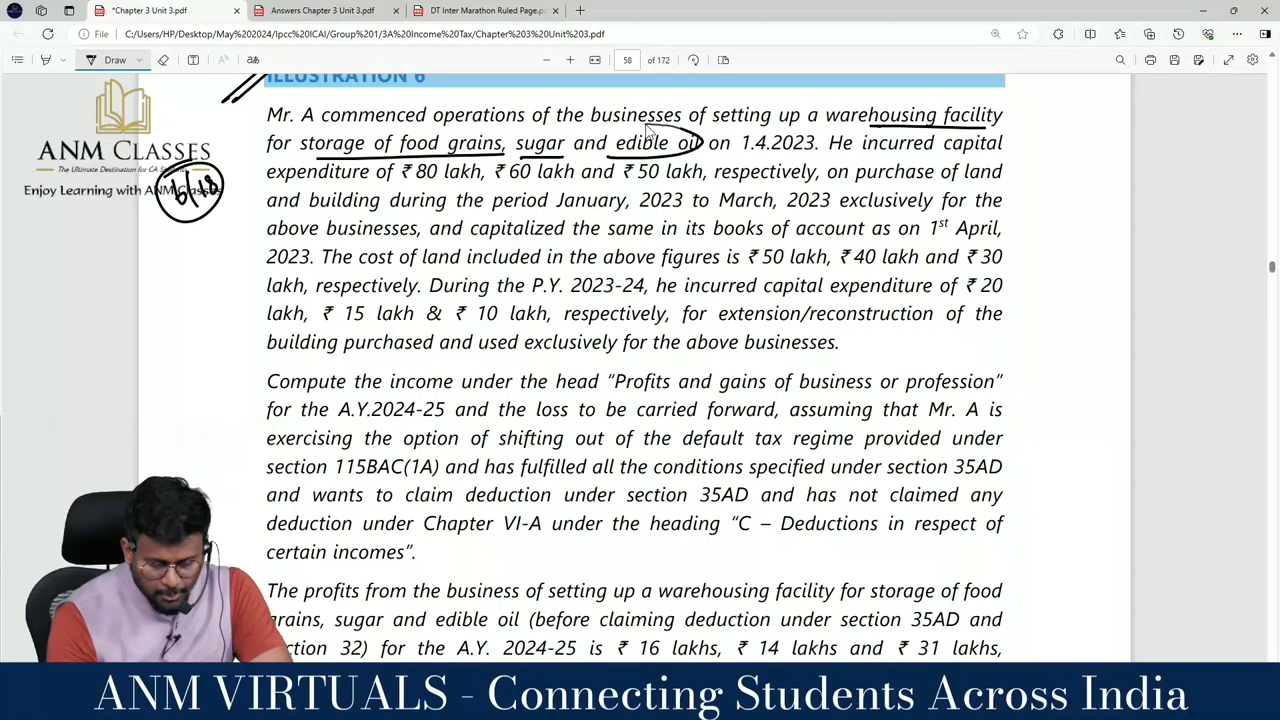 *Chapter 3 Unit 3.pdf
Answers Chapter 3 Unit 3.pdf
DT Inter Marathon Ruled Page.p
File
C:/Users/HP/Desktop/May%202024/Ipcc%20ICAI/Group%201/3A%20Income%20Tax/Chapter%203%20Unit%203.pdf
Draw
58
of 172
ILLUSTRATION 6
Mr. A commenced operations of the businesses of setting up a warehousing facility
for storage of food grains, sugar and edible oil on 1.4.2023. He incurred capital
expenditure of ₹ 80 lakh, ₹ 60 lakh and ₹ 50 lakh, respectively, on purchase of land
and building during the period January, 2023 to March, 2023 exclusively for the
above businesses, and capitalized the same in its books of account as on 1st April,
2023. The cost of land included in the above figures is ₹ 50 lakh, ₹ 40 lakh and ₹ 30
lakh, respectively. During the P.Y. 2023-24, he incurred capital expenditure of ₹ 20
lakh, ₹ 15 lakh & ₹ 10 lakh, respectively, for extension/reconstruction of the
building purchased and used exclusively for the above businesses.
Compute the income under the head “Profits and gains of business or profession”
for the A.Y.2024-25 and the loss to be carried forward, assuming that Mr. A is
exercising the option of shifting out of the default tax regime provided under
section 115BAC(1A) and has fulfilled all the conditions specified under section 35AD
and wants to claim deduction under section 35AD and has not claimed any
deduction under Chapter VI-A under the heading “C – Deductions in respect of
certain incomes”.
The profits from the business of setting up a warehousing facility for storage of food
grains, sugar and edible oil (before claiming deduction under section 35AD and
section 32) for the A.Y. 2024-25 is ₹ 16 lakhs, ₹ 14 lakhs and ₹ 31 lakhs,
ANM CLASSES
The Ultimate Destination for CA Students
Enjoy Learning with ANM Classes
ANM VIRTUALS - Connecting Students Across India